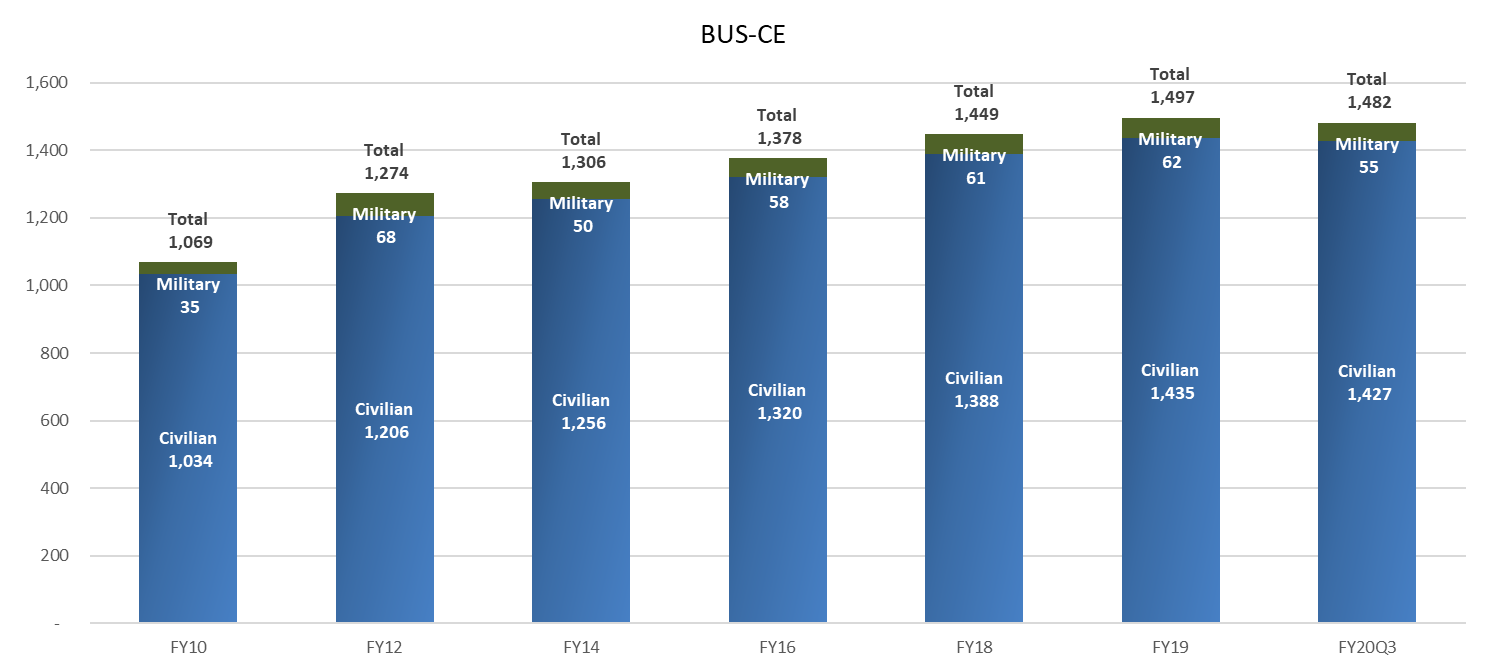 BUS-CE
1,600
1,400
1,200
1,000
800
600
400
200
-
Total
1,069
Military
35
Civilian
1,034
Total
1,274
Military
68
Civilian
1,206
Total
1,306
Military
50
Civilian
1,256
Total
1,378
Military
58
Civilian
1,320
Total
1,449
Military
61
Civilian
1,388
Total
1,497
Military
62
Civilian
1,435
Total
1,482
Military
55
Civilian
1,427
FY10
FY12
FY14
FY16
FY18
FY19
FY20Q3